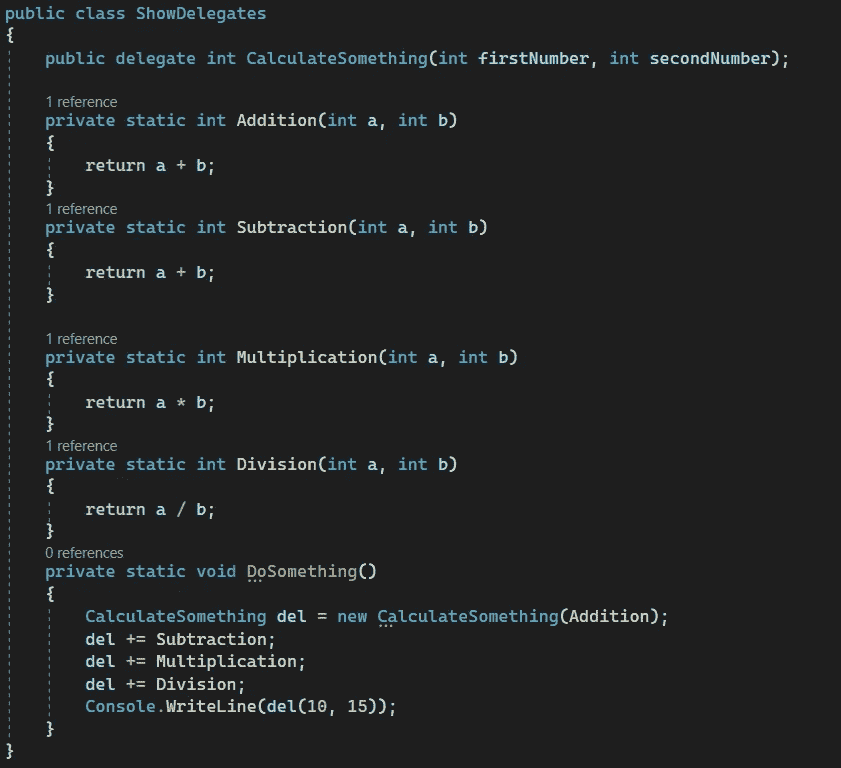 public class ShowDelegates
{
public delegate int CalculateSomething(int firstNumber, int secondNumber);
1 reference
private static int Addition(int a, int b)
{
return a + b;
}
1 reference
private static int Subtraction(int a, int b)
{
return a + b;
}
1 reference
private static int Multiplication(int a, int b)
{
return a * b;
}
1 reference
private static int Division(int a, int b)
{
return a / b;
}
0 references
private static void DoSomething()
{
CalculateSomething del = new CalculateSomething(Addition);
del += Subtraction;
del += Multiplication;
del += Division;
Console.WriteLine(del(10, 15));
}
}